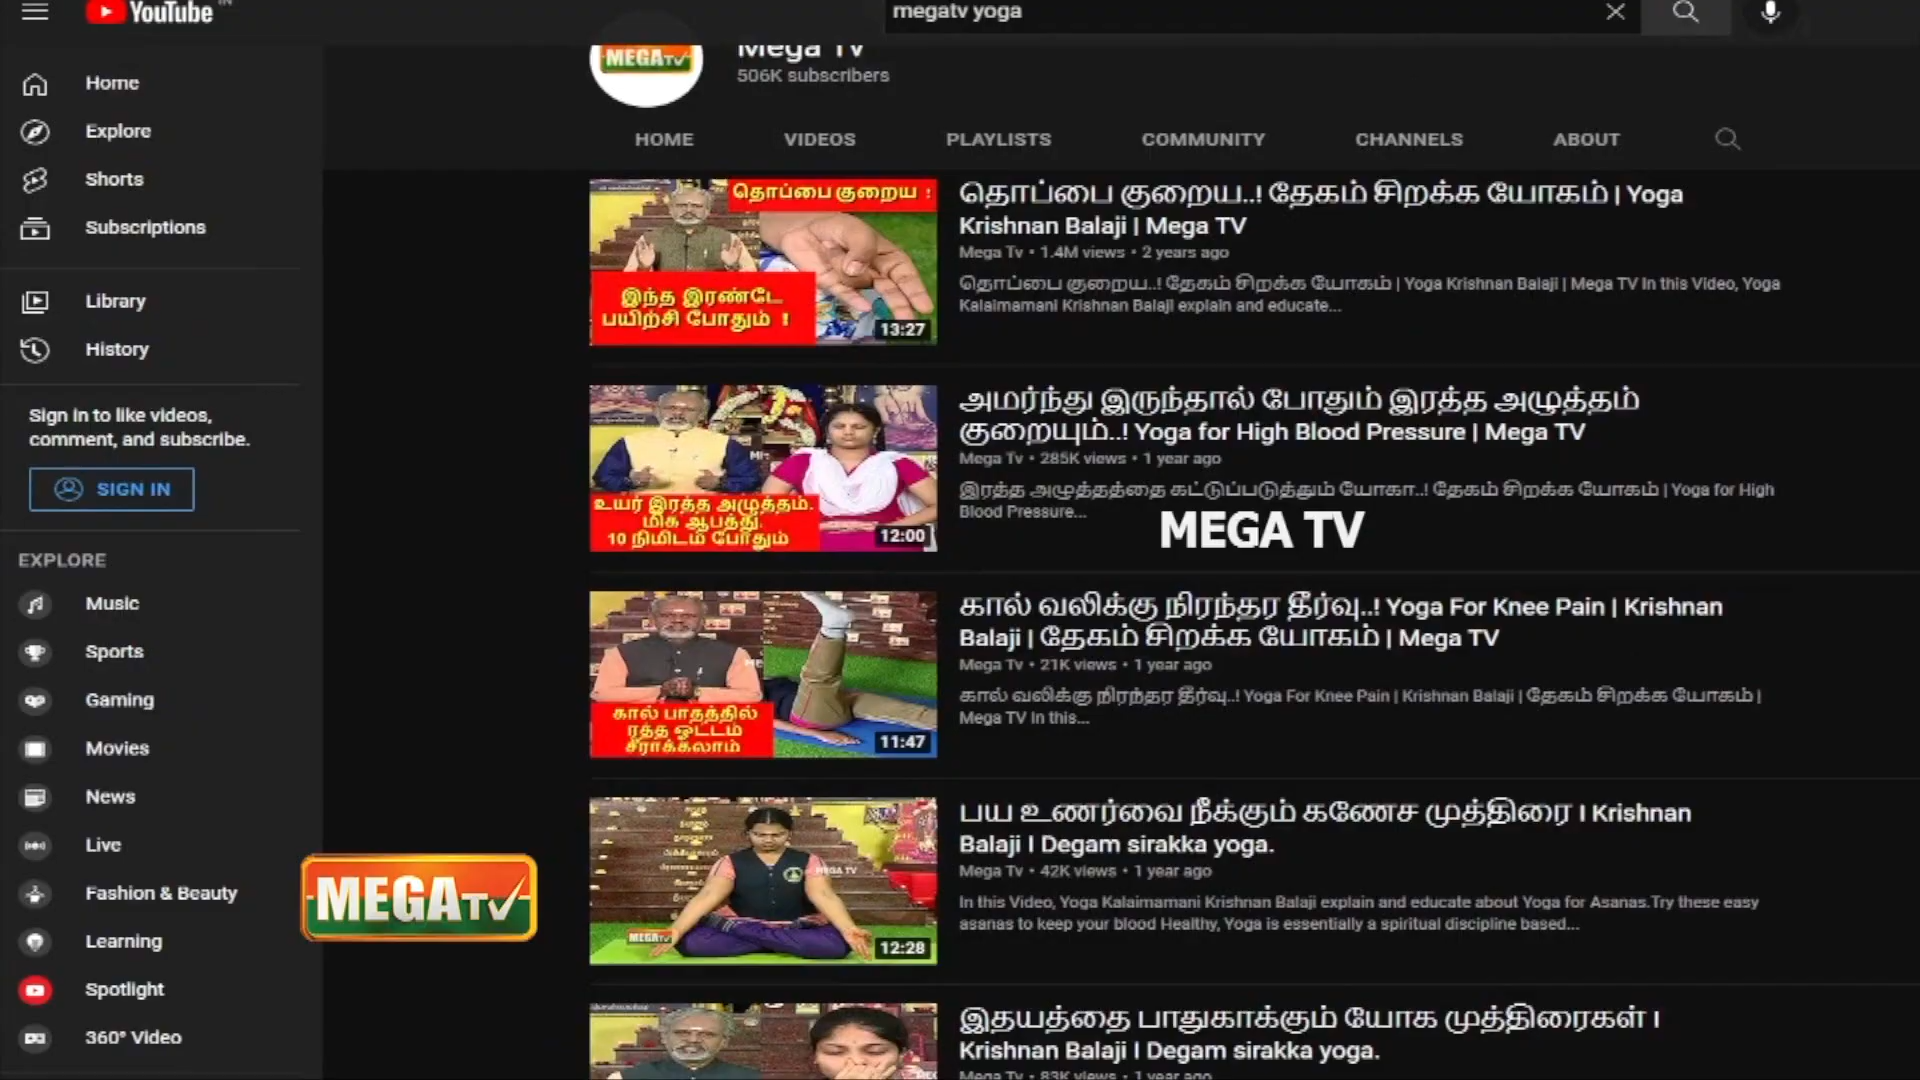 YouTube IN
megatv yoga
Home
Explore
Shorts
Subscriptions
Library
History
Sign in to like videos,
comment, and subscribe.
SIGN IN
EXPLORE
Music
Sports
Gaming
Movies
News
Live
Fashion & Beauty
Learning
Spotlight
360° Video
MEGATV
MEGATV
Mega TV
506K subscribers
HOME
VIDEOS
PLAYLISTS
COMMUNITY
CHANNELS
ABOUT
தொப்பை குறைய !
இந்த இரண்டே
பயிற்சி போதும் !
13:27
தொப்பை குறைய..! தேகம் சிறக்க யோகம் | Yoga
Krishnan Balaji | Mega TV
Mega Tv • 1.4M views • 2 years ago
தொப்பை குறைய..! தேகம் சிறக்க யோகம் | Yoga Krishnan Balaji | Mega TV In this Video, Yoga
Kalaimamani Krishnan Balaji explain and educate...
உயர் இரத்த அழுத்தம்.
மிக ஆபத்து.
10 நிமிடம் போதும்
12:00
அமர்ந்து இருந்தால் போதும் இரத்த அழுத்தம்
குறையும்..! Yoga for High Blood Pressure | Mega TV
Mega Tv • 285K views • 1 year ago
இரத்த அழுத்தத்தை கட்டுப்படுத்தும் யோகா..! தேகம் சிறக்க யோகம் | Yoga for High
Blood Pressure...
MEGA TV
கால் பாதத்தில்
ரத்த ஓட்டம்
சீராக்கலாம்
11:47
கால் வலிக்கு நிரந்தர தீர்வு..! Yoga For Knee Pain | Krishnan
Balaji | தேகம் சிறக்க யோகம் | Mega TV
Mega Tv • 21K views • 1 year ago
கால் வலிக்கு நிரந்தர தீர்வு..! Yoga For Knee Pain | Krishnan Balaji | தேகம் சிறக்க யோகம் |
Mega TV In this...
MEGA TV
MEGATV
12:28
பய உணர்வை நீக்கும் கணேச முத்திரை l Krishnan
Balaji l Degam sirakka yoga.
Mega Tv • 42K views • 1 year ago
In this Video, Yoga Kalaimamani Krishnan Balaji explain and educate about Yoga for Asanas.Try these easy
asanas to keep your blood Healthy, Yoga is essentially a spiritual discipline based...
இதயத்தை பாதுகாக்கும் யோக முத்திரைகள் l
Krishnan Balaji l Degam sirakka yoga.
Mega Tv • 83K views • 1 year ago